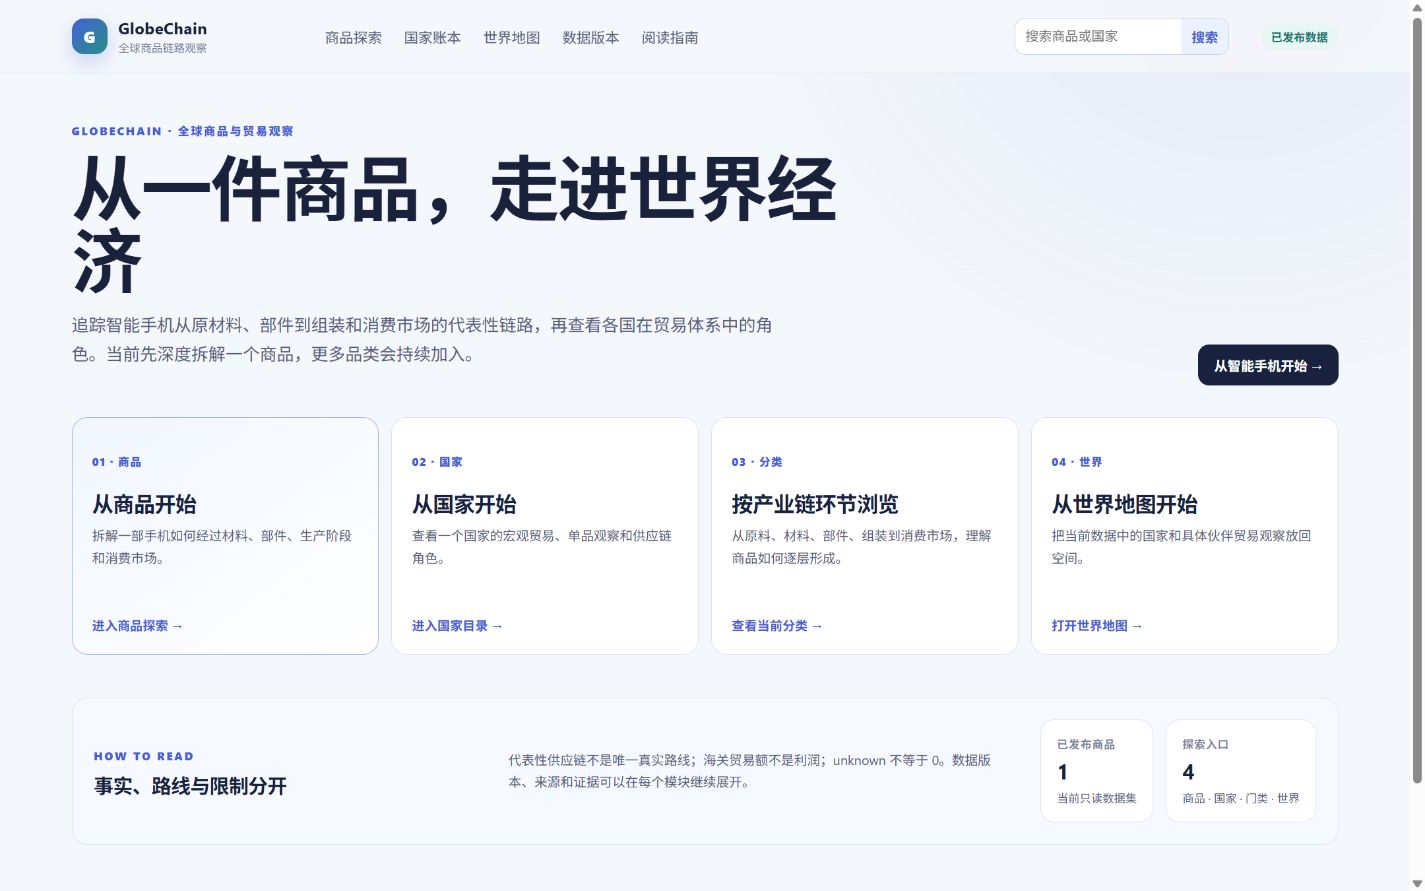 G
GlobeChain
全球商品链路观察
商品探索
国家账本
世界地图
数据版本
阅读指南
搜索商品或国家
搜索
已发布数据
GLOBECHAIN · 全球商品与贸易观察
从一件商品，走进世界经
济
追踪智能手机从原材料、部件到组装和消费市场的代表性链路，再查看各国在贸易体系中的角
色。当前先深度拆解一个商品，更多品类会持续加入。
从智能手机开始 →
01 · 商品
从商品开始
拆解一部手机如何经过材料、部件、生产阶段
和消费市场。
进入商品探索 →
02 · 国家
从国家开始
查看一个国家的宏观贸易、单品观察和供应链
角色。
进入国家目录 →
03 · 分类
按产业链环节浏览
从原料、材料、部件、组装到消费市场，理解
商品如何逐层形成。
查看当前分类 →
04 · 世界
从世界地图开始
把当前数据中的国家和具体伙伴贸易观察放回
空间。
打开世界地图 →
HOW TO READ
事实、路线与限制分开
代表性供应链不是唯一真实路线；海关贸易额不是利润；unknown 不等于 0。数据版
本、来源和证据可以在每个模块继续展开。
已发布商品
1
当前只读数据集
探索入口
4
商品 · 国家 · 门类 · 世界